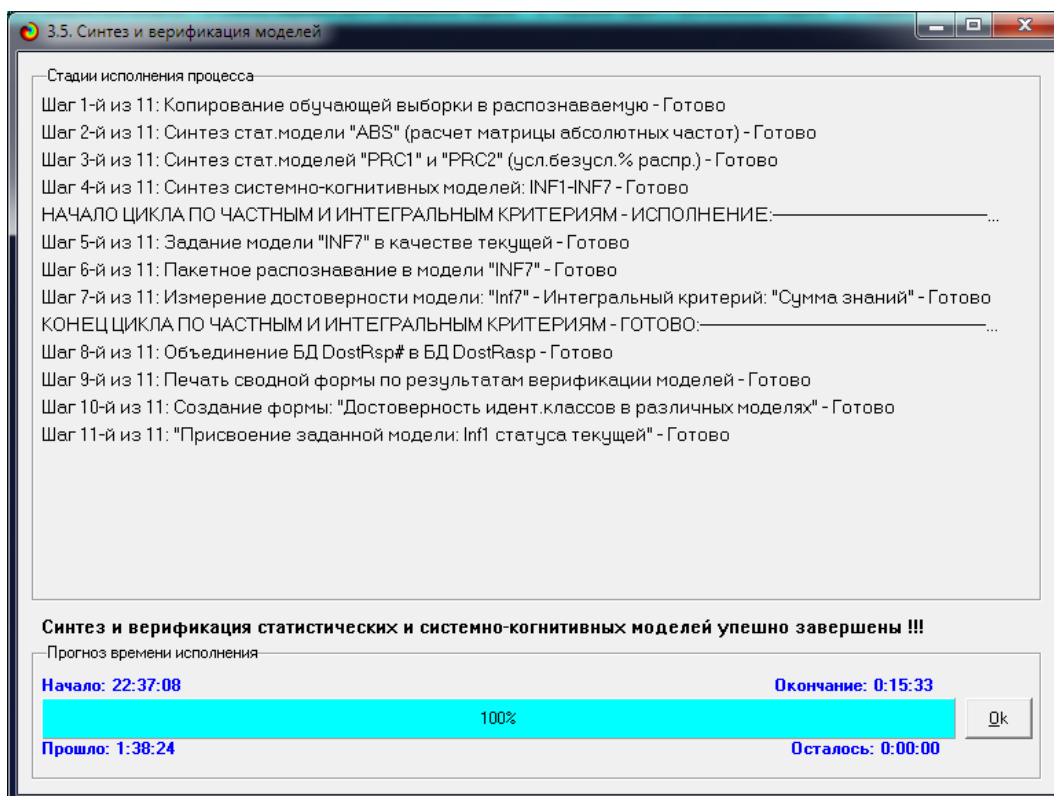 3.5. Синтез и верификация моделей
Стадии исполнения процесса
Шаг 1-й из 11: Копирование обучающей выборки в распознаваемую - Готово
Шаг 2-й из 11: Синтез стат.модели "ABS" (расчет матрицы абсолютных частот) - Готово
Шаг 3-й из 11: Синтез стат.моделей "PRC1" и "PRC2" (усл.безусл.% распр.) - Готово
Шаг 4-й из 11: Синтез системно-когнитивных моделей: INF1-INF7 - Готово
НАЧАЛО ЦИКЛА ПО ЧАСТНЫМ И ИНТЕГРАЛЬНЫМ КРИТЕРИЯМ - ИСПОЛНЕНИЕ:————————...
Шаг 5-й из 11: Задание модели "INF7" в качестве текущей - Готово
Шаг 6-й из 11: Пакетное распознавание в модели "INF7" - Готово
Шаг 7-й из 11: Измерение достоверности модели: "Inf7" - Интегральный критерий: "Сумма знаний" - Готово
КОНЕЦ ЦИКЛА ПО ЧАСТНЫМ И ИНТЕГРАЛЬНЫМ КРИТЕРИЯМ - ГОТОВО:————————...
Шаг 8-й из 11: Объединение БД DostRsp# в БД DostRasp - Готово
Шаг 9-й из 11: Печать сводной формы по результатам верификации моделей - Готово
Шаг 10-й из 11: Создание формы: "Достоверность идент.классов в различных моделях" - Готово
Шаг 11-й из 11: "Присвоение заданной модели: Inf1 статуса текущей" - Готово
Синтез и верификация статистических и системно-когнитивных моделей упешно завершены !!!
Прогноз времени исполнения
Начало: 22:37:08 Окончание: 0:15:33
100% Ok
Прошло: 1:38:24 Осталось: 0:00:00